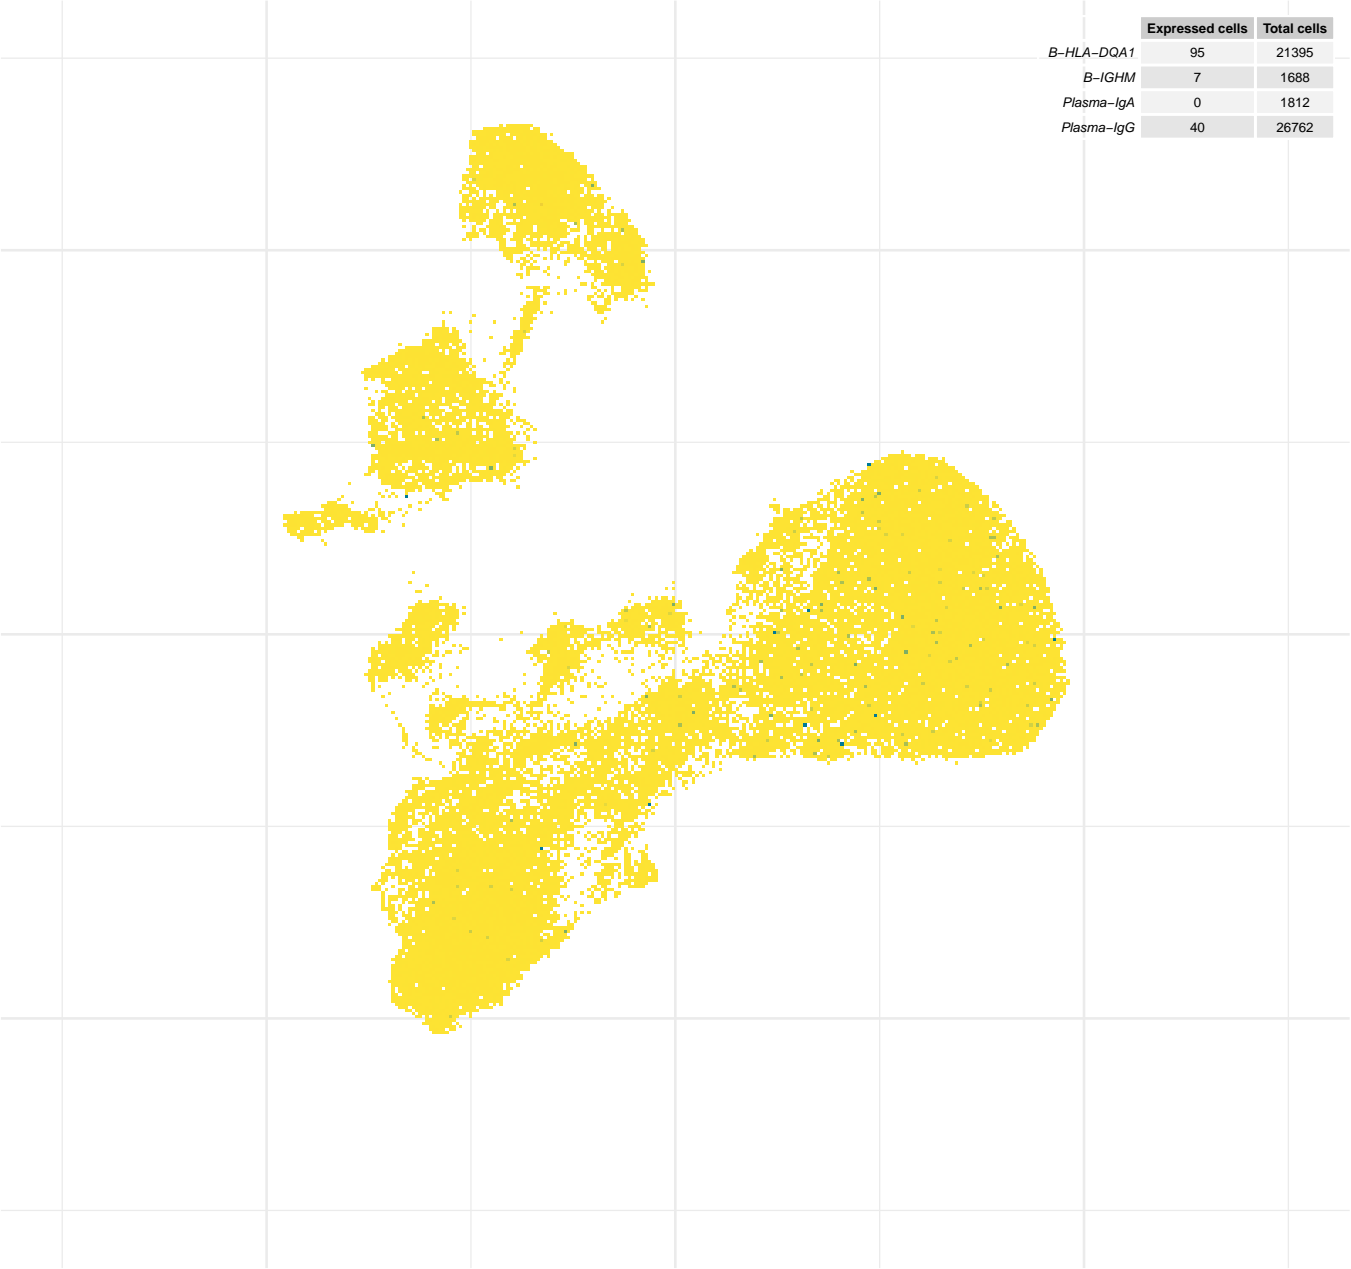 Expressed cells Total cells
B−HLA−DQA1 95 21395
B−IGHM 7 1688
Plasma−IgA 0 1812
Plasma−IgG 40 26762